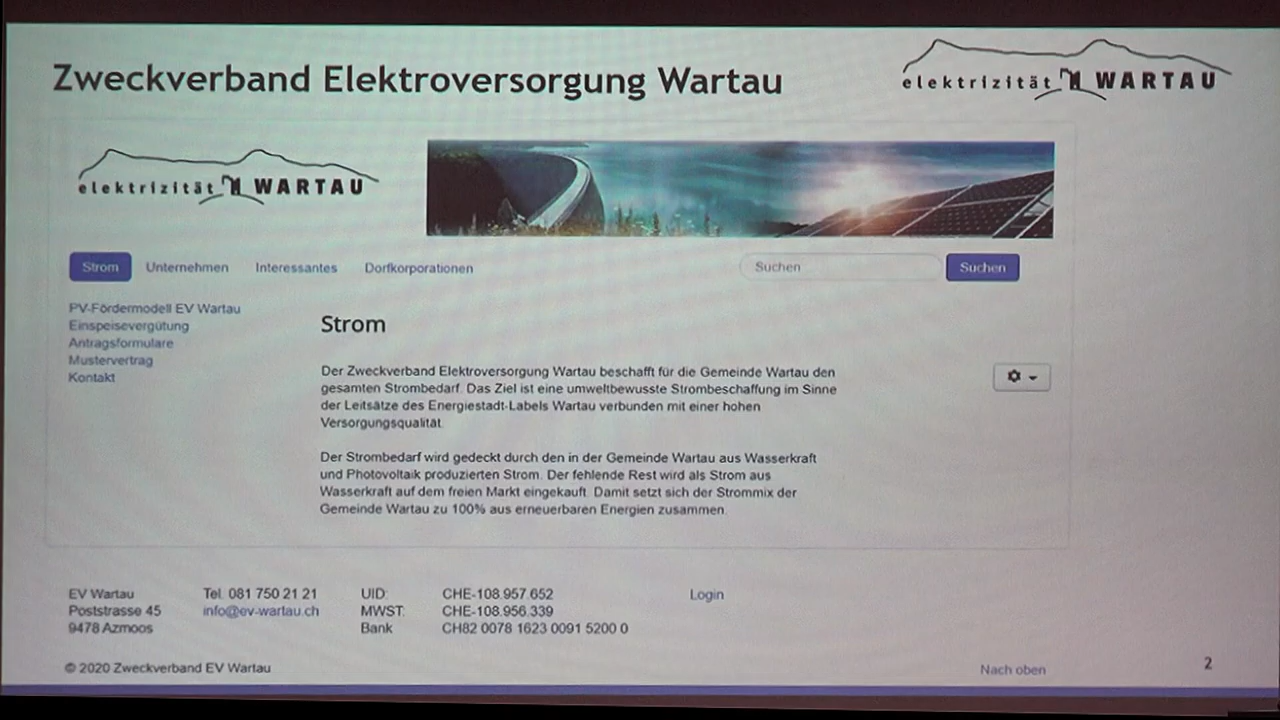 Zweckverband Elektroversorgung Wartau
elektrizität WARTAU
elektrizität WARTAU
Strom Unternehmen Interessantes Dorfkorporationen Suchen Suchen
PV-Fördermodell EV Wartau
Einspeisevergütung
Antragsformulare
Mustervertrag
Kontakt
Strom
Der Zweckverband Elektroversorgung Wartau beschafft für die Gemeinde Wartau den
gesamten Strombedarf. Das Ziel ist eine umweltbewusste Strombeschaffung im Sinne
der Leitsätze des Energiestadt-Labels Wartau verbunden mit einer hohen
Versorgungsqualität.
Der Strombedarf wird gedeckt durch den in der Gemeinde Wartau aus Wasserkraft
und Photovoltaik produzierten Strom. Der fehlende Rest wird als Strom aus
Wasserkraft auf dem freien Markt eingekauft. Damit setzt sich der Strommix der
Gemeinde Wartau zu 100% aus erneuerbaren Energien zusammen.
EV Wartau Tel. 081 750 21 21 UID: CHE-108.957.652 Login
Poststrasse 45 info@ev-wartau.ch MWST: CHE-108.956.339
9478 Azmoos Bank CH82 0078 1623 0091 5200 0
© 2020 Zweckverband EV Wartau Nach oben
2